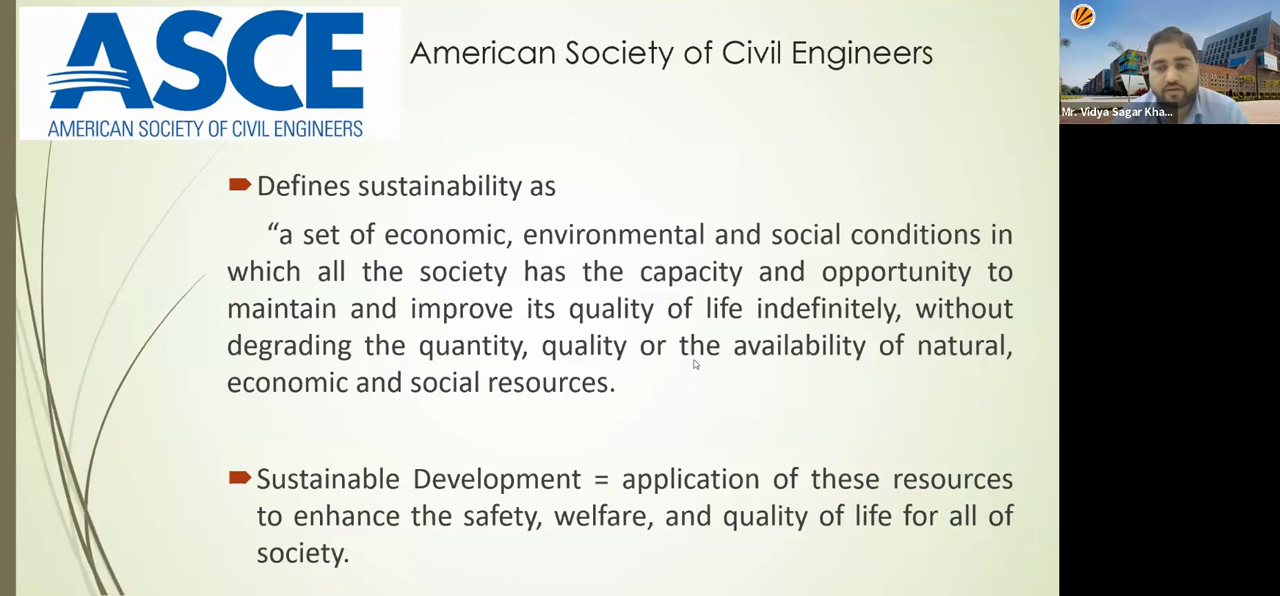 ASCE
AMERICAN SOCIETY OF CIVIL ENGINEERS
American Society of Civil Engineers
Mr. Vidya Sagar Kha...
Defines sustainability as
“a set of economic, environmental and social conditions in
which all the society has the capacity and opportunity to
maintain and improve its quality of life indefinitely, without
degrading the quantity, quality or the availability of natural,
economic and social resources.
Sustainable Development = application of these resources
to enhance the safety, welfare, and quality of life for all of
society.